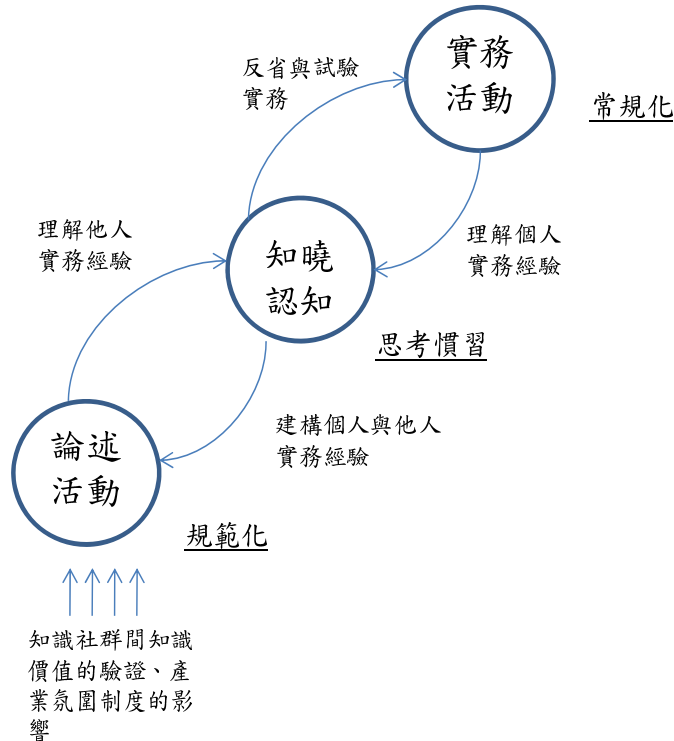 實務
活動
反省與試驗
實務
常規化
理解他人
實務經驗
知曉
認知
理解個人
實務經驗
思考慣習
論述
活動
建構個人與他人
實務經驗
規範化
知識社群間知識
價值的驗證、產
業氛圍制度的影
響